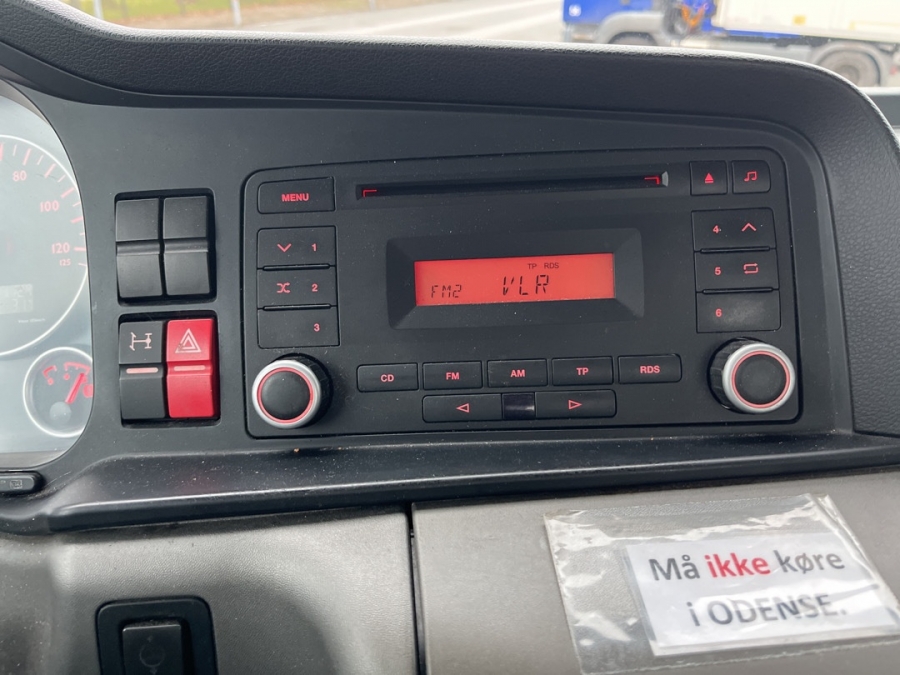 80
100
120
125
MENU
1
2
3
4
5
6
TP RDS
FM2 VLR
CD FM AM TP RDS
Må ikke køre
i ODENSE.